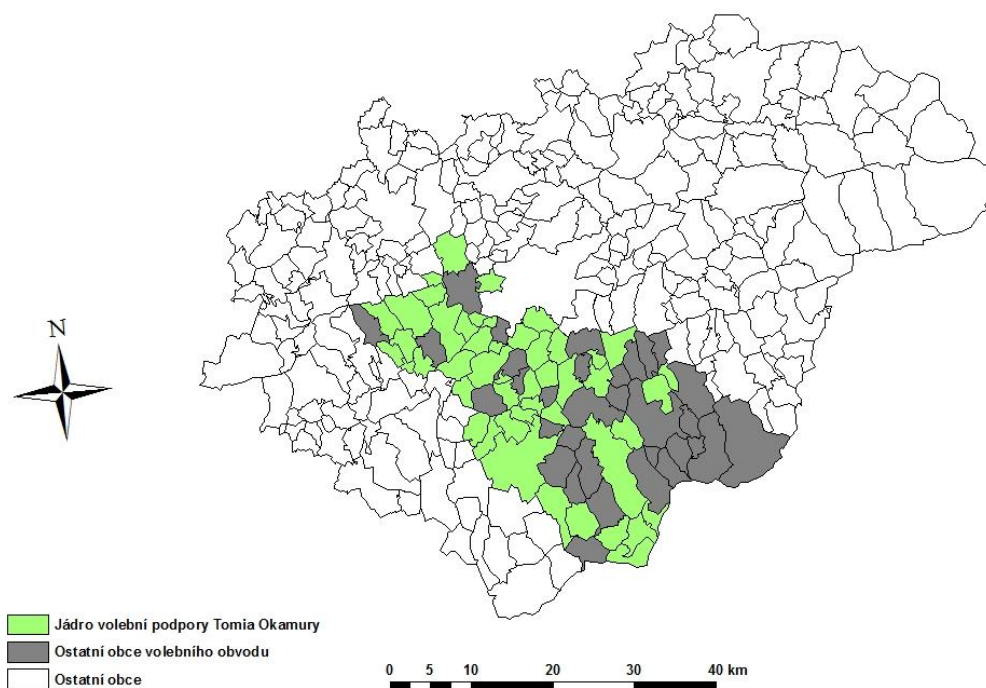 N
Jádro volební podpory Tomia Okamury
Ostatní obce volebního obvodu
Ostatní obce
0 5 10 20 30 40 km